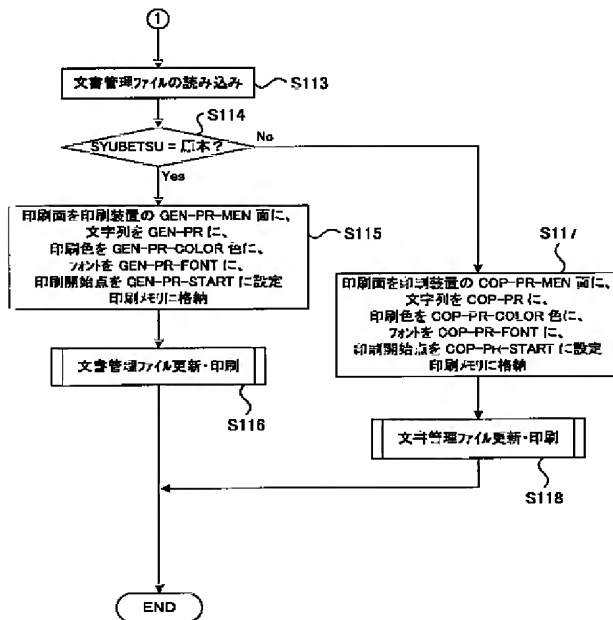 ①
文書管理ファイルの読み込み
S113
S114
SYUBETSU = 原本?
No
Yes
印刷面を印刷装置の GEN-PR-MEN 面に、
文字列を GEN-PR に、
印刷色を GEN-PR-COLOR 色に、
フォントを GEN-PR-FONT に、
印刷開始点を GEN-PR-START に設定
印刷メモリに格納
S115
文書管理ファイル更新・印刷
S116
S117
印刷面を印刷装置の COP-PR-MEN 面に、
文字列を COP-PR に、
印刷色を COP-PR-COLOR 色に、
フォントを COP-PR-FONT に、
印刷開始点を COP-PR-START に設定
印刷メモリに格納
文書管理ファイル更新・印刷
S118
END